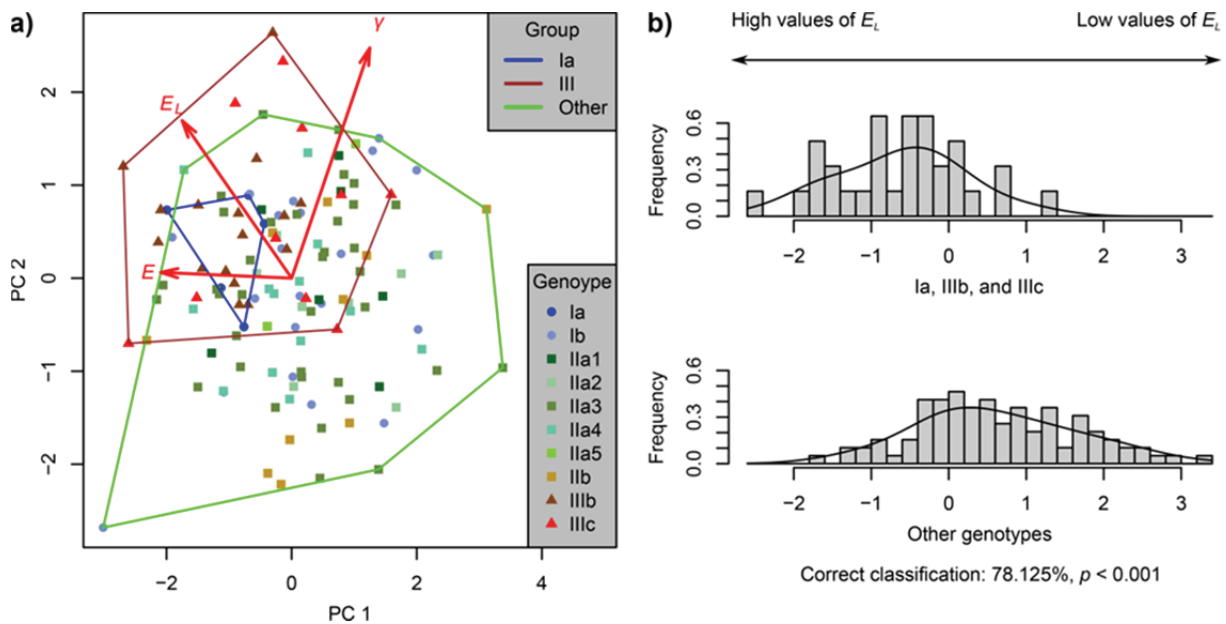 a)
γ
E_L
E
Group
Ia
III
Other
Genoype
Ia
Ib
IIa1
IIa2
IIa3
IIa4
IIa5
IIb
IIIb
IIIc
2
1
0
−1
−2
PC 2
−2 0 2 4
PC 1
b)
High values of E_L Low values of E_L
Frequency
0.6
0.3
0.0
−2 −1 0 1 2 3
Ia, IIIb, and IIIc
Frequency
0.6
0.3
0.0
−2 −1 0 1 2 3
Other genotypes
Correct classification: 78.125%, p < 0.001